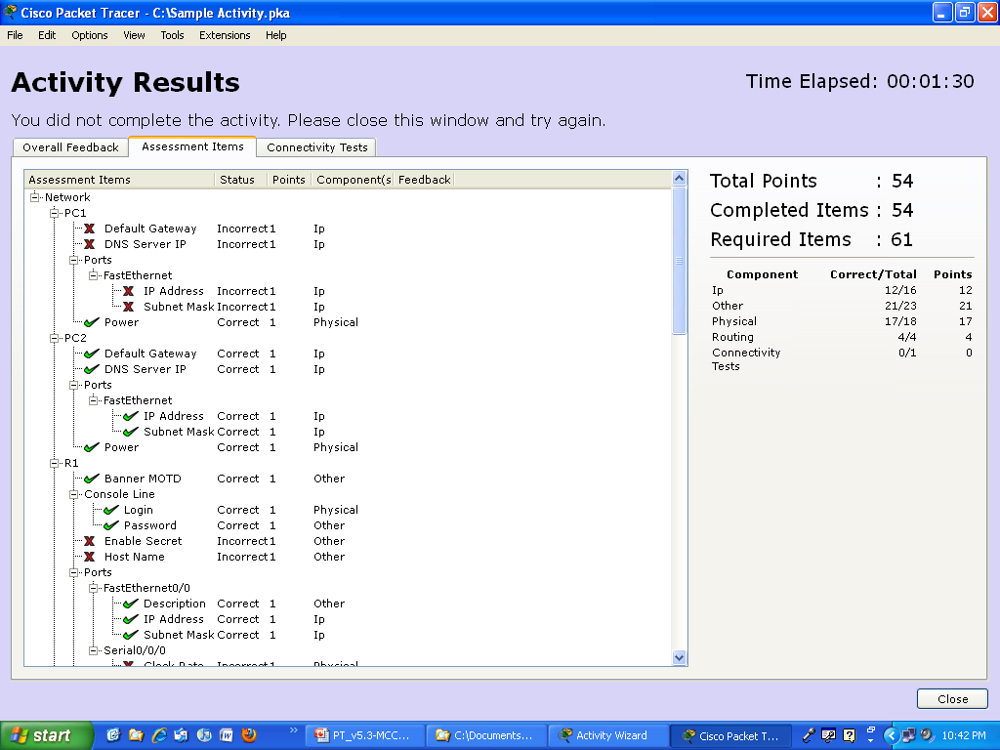 Cisco Packet Tracer - C:\Sample Activity.pka
File Edit Options View Tools Extensions Help
Activity Results
Time Elapsed: 00:01:30
You did not complete the activity. Please close this window and try again.
Overall Feedback Assessment Items Connectivity Tests
Assessment Items Status Points Component(s Feedback
Network
PC1
Default Gateway Incorrect 1 Ip
DNS Server IP Incorrect 1 Ip
Ports
FastEthernet
IP Address Incorrect 1 Ip
Subnet Mask Incorrect 1 Ip
Power Correct 1 Physical
PC2
Default Gateway Correct 1 Ip
DNS Server IP Correct 1 Ip
Ports
FastEthernet
IP Address Correct 1 Ip
Subnet Mask Correct 1 Ip
Power Correct 1 Physical
R1
Banner MOTD Correct 1 Other
Console Line
Login Correct 1 Physical
Password Correct 1 Other
Enable Secret Incorrect 1 Other
Host Name Incorrect 1 Other
Ports
FastEthernet0/0
Description Correct 1 Other
IP Address Correct 1 Ip
Subnet Mask Correct 1 Ip
Serial0/0/0
Clock Rate Incorrect 1 Physical
Total Points : 54
Completed Items : 54
Required Items : 61
Component Correct/Total Points
Ip 12/16 12
Other 21/23 21
Physical 17/18 17
Routing 4/4 4
Connectivity 0/1 0
Tests
Close
start PT_v5.3-MCC... C:\Documents... Activity Wizard Cisco Packet T... 10:42 PM